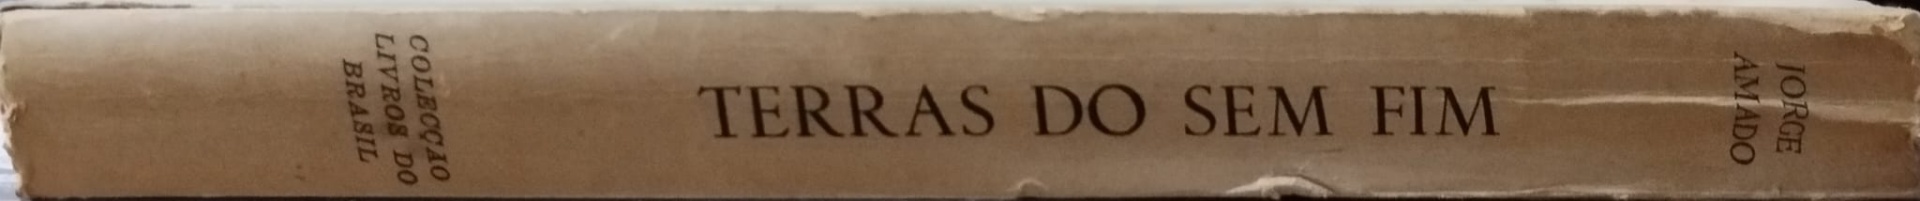 JORGE
AMADO
TERRAS DO SEM FIM
COLECÇÃO
LIVROS DO
BRASIL